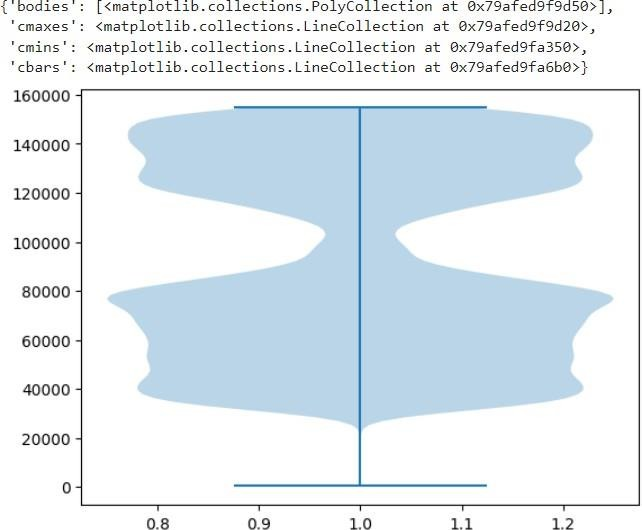 {'bodies': [<matplotlib.collections.PolyCollection at 0x79afed9f9d50>],
'cmaxes': <matplotlib.collections.LineCollection at 0x79afed9f9d20>,
'cmins': <matplotlib.collections.LineCollection at 0x79afed9fa350>,
'cbars': <matplotlib.collections.LineCollection at 0x79afed9fa6b0>}
160000
140000
120000
100000
80000
60000
40000
20000
0
0.8 0.9 1.0 1.1 1.2